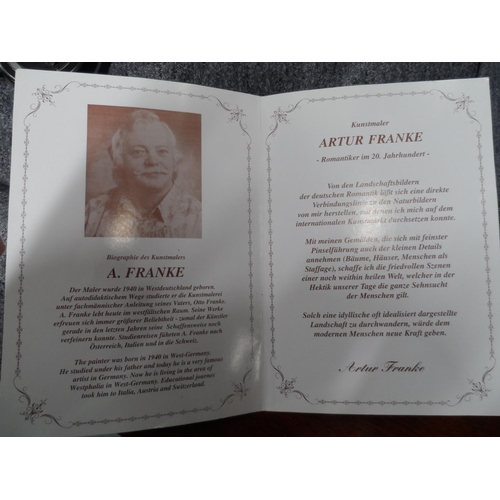 Biographie des Kunstmalers
A. FRANKE
Der Maler wurde 1940 in Westdeutschland geboren.
Auf autodidaktischem Wege studierte er die Kunstmalerei
unter fachmännischer Anleitung seines Vaters, Otto Franke.
A. Franke lebt heute im westfälischen Raum. Seine Werke
erfreuen sich immer größerer Beliebtheit - zumal der Künstler
gerade in den letzten Jahren seine Schaffensweise noch
verfeinern konnte. Studienreisen führten A. Franke nach
Österreich, Italien und in die Schweiz.
The painter was born in 1940 in West-Germany.
He studied under his father and today he is a very famous
artist in Germany. Now he is living in the area of
Westphalia in West-Germany. Educational journeys
took him to Italy, Austria and Switzerland.
Kunstmaler
ARTUR FRANKE
- Romantiker im 20. Jahrhundert -
Von den Landschaftsbildern
der deutschen Romantik läßt sich eine direkte
Verbindungslinie zu den Naturbildern
von mir herstellen, mit denen ich mich auf dem
internationalen Kunstmarkt durchsetzen konnte.
Mit meinen Gemälden, die sich mit feinster
Pinselführung auch der kleinen Details
annehmen (Bäume, Häuser, Menschen als
Staffage), schaffe ich die friedvollen Szenen
einer noch weithin heilen Welt, welcher in der
Hektik unserer Tage die ganze Sehnsucht
der Menschen gilt.
Solch eine idyllische oft idealisiert dargestellte
Landschaft zu durchwandern, würde dem
modernen Menschen neue Kraft geben.
Artur Franke